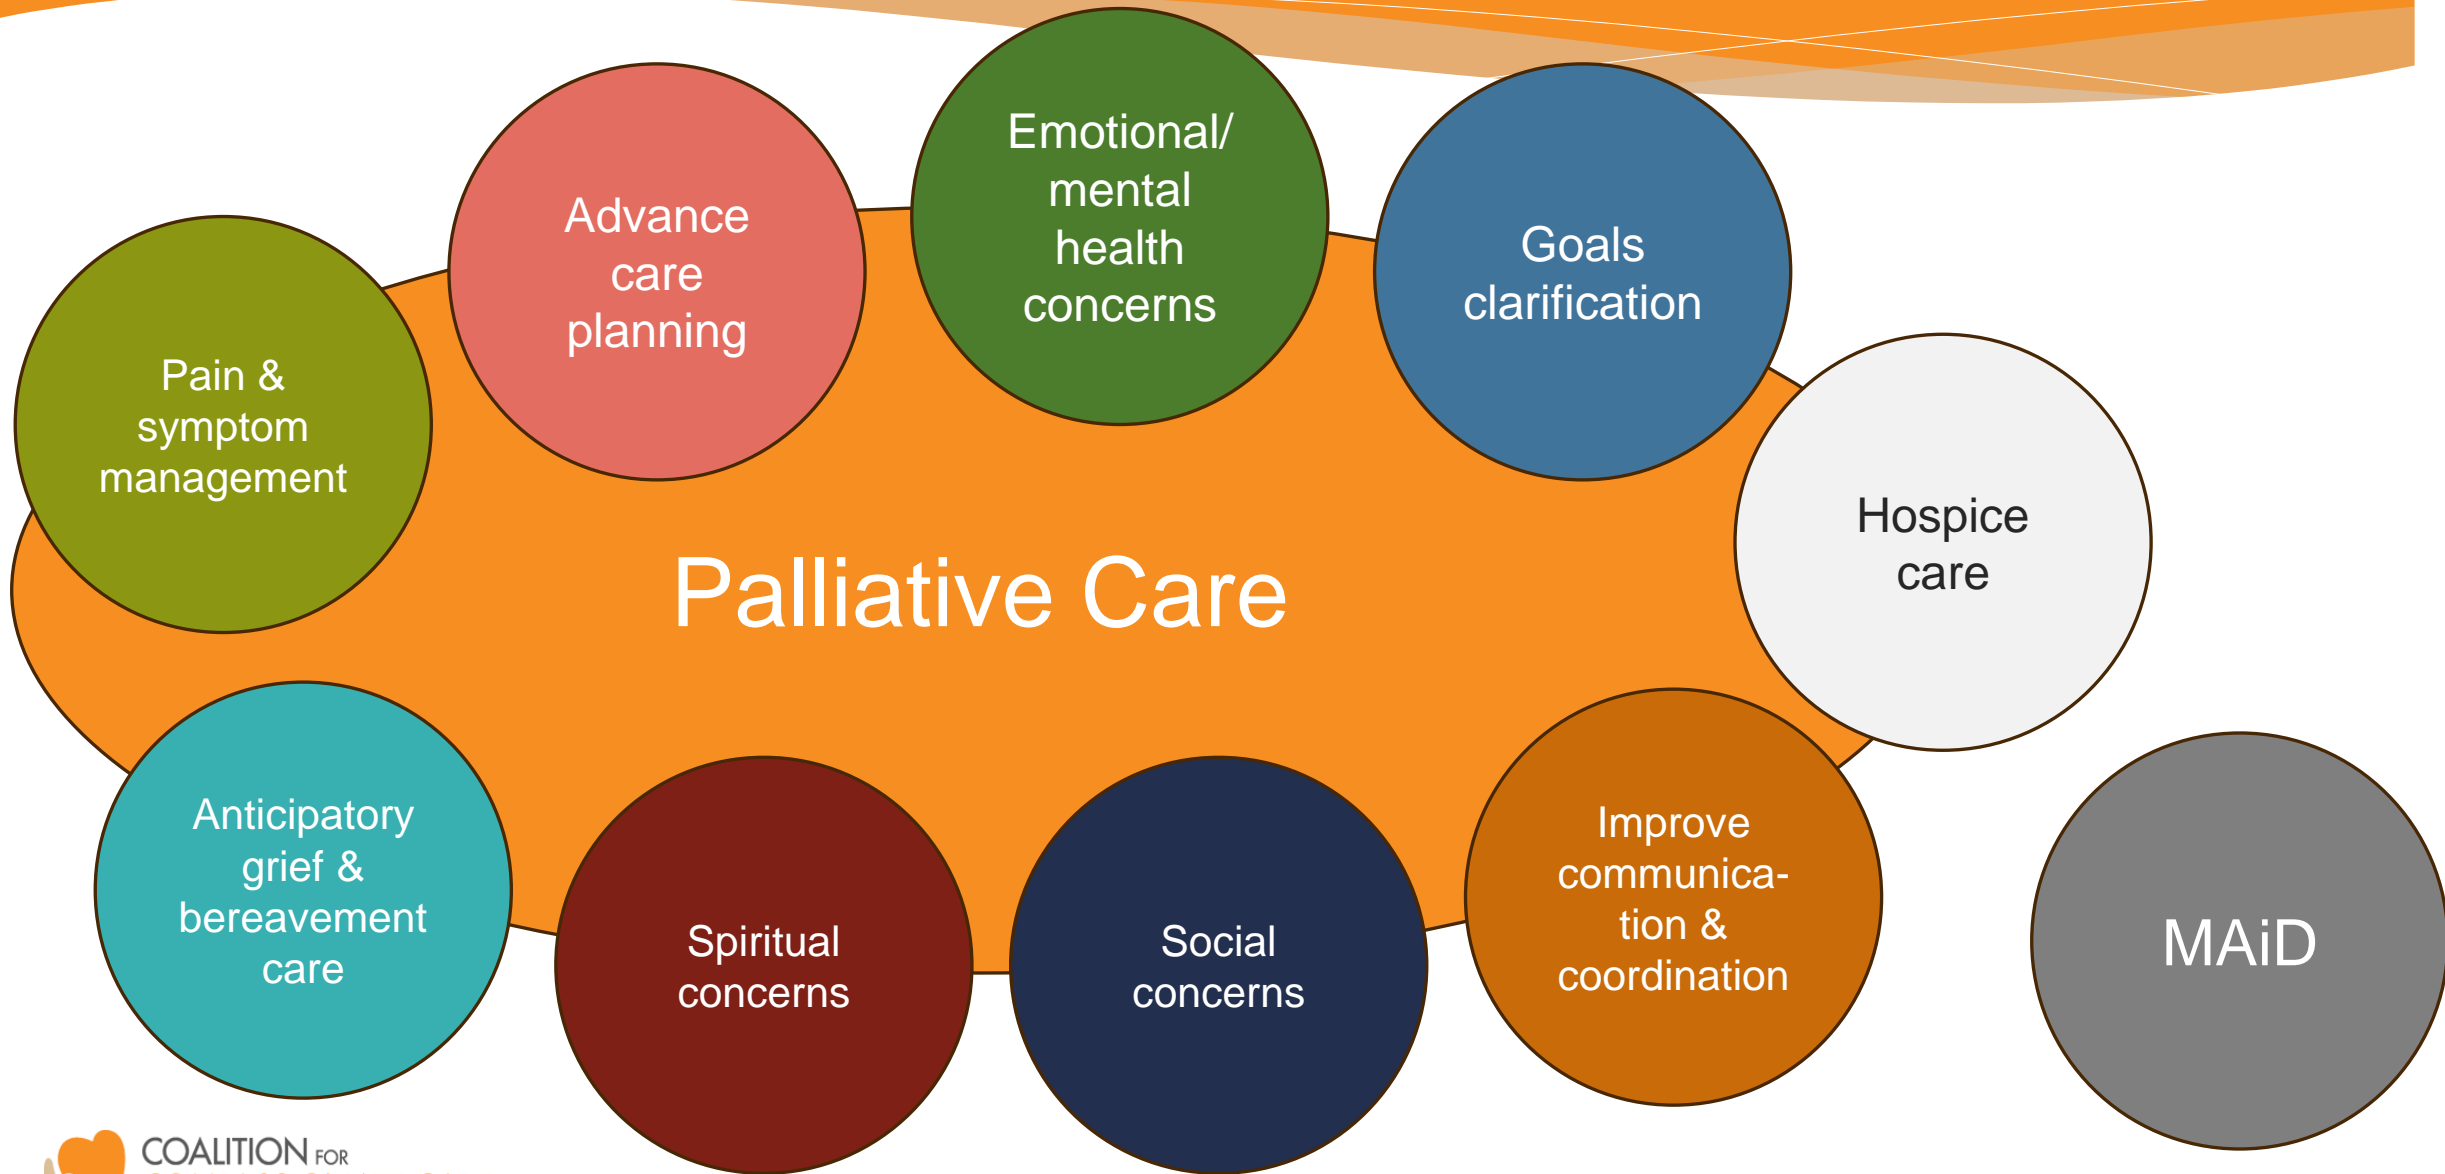 Emotional/
mental
health
concerns
Advance
care
planning
Goals
clarification
Pain &
symptom
management
Hospice
care
Palliative Care
Anticipatory
grief &
bereavement
care
Spiritual
concerns
Social
concerns
Improve
communica-
tion &
coordination
MAiD
COALITION FOR